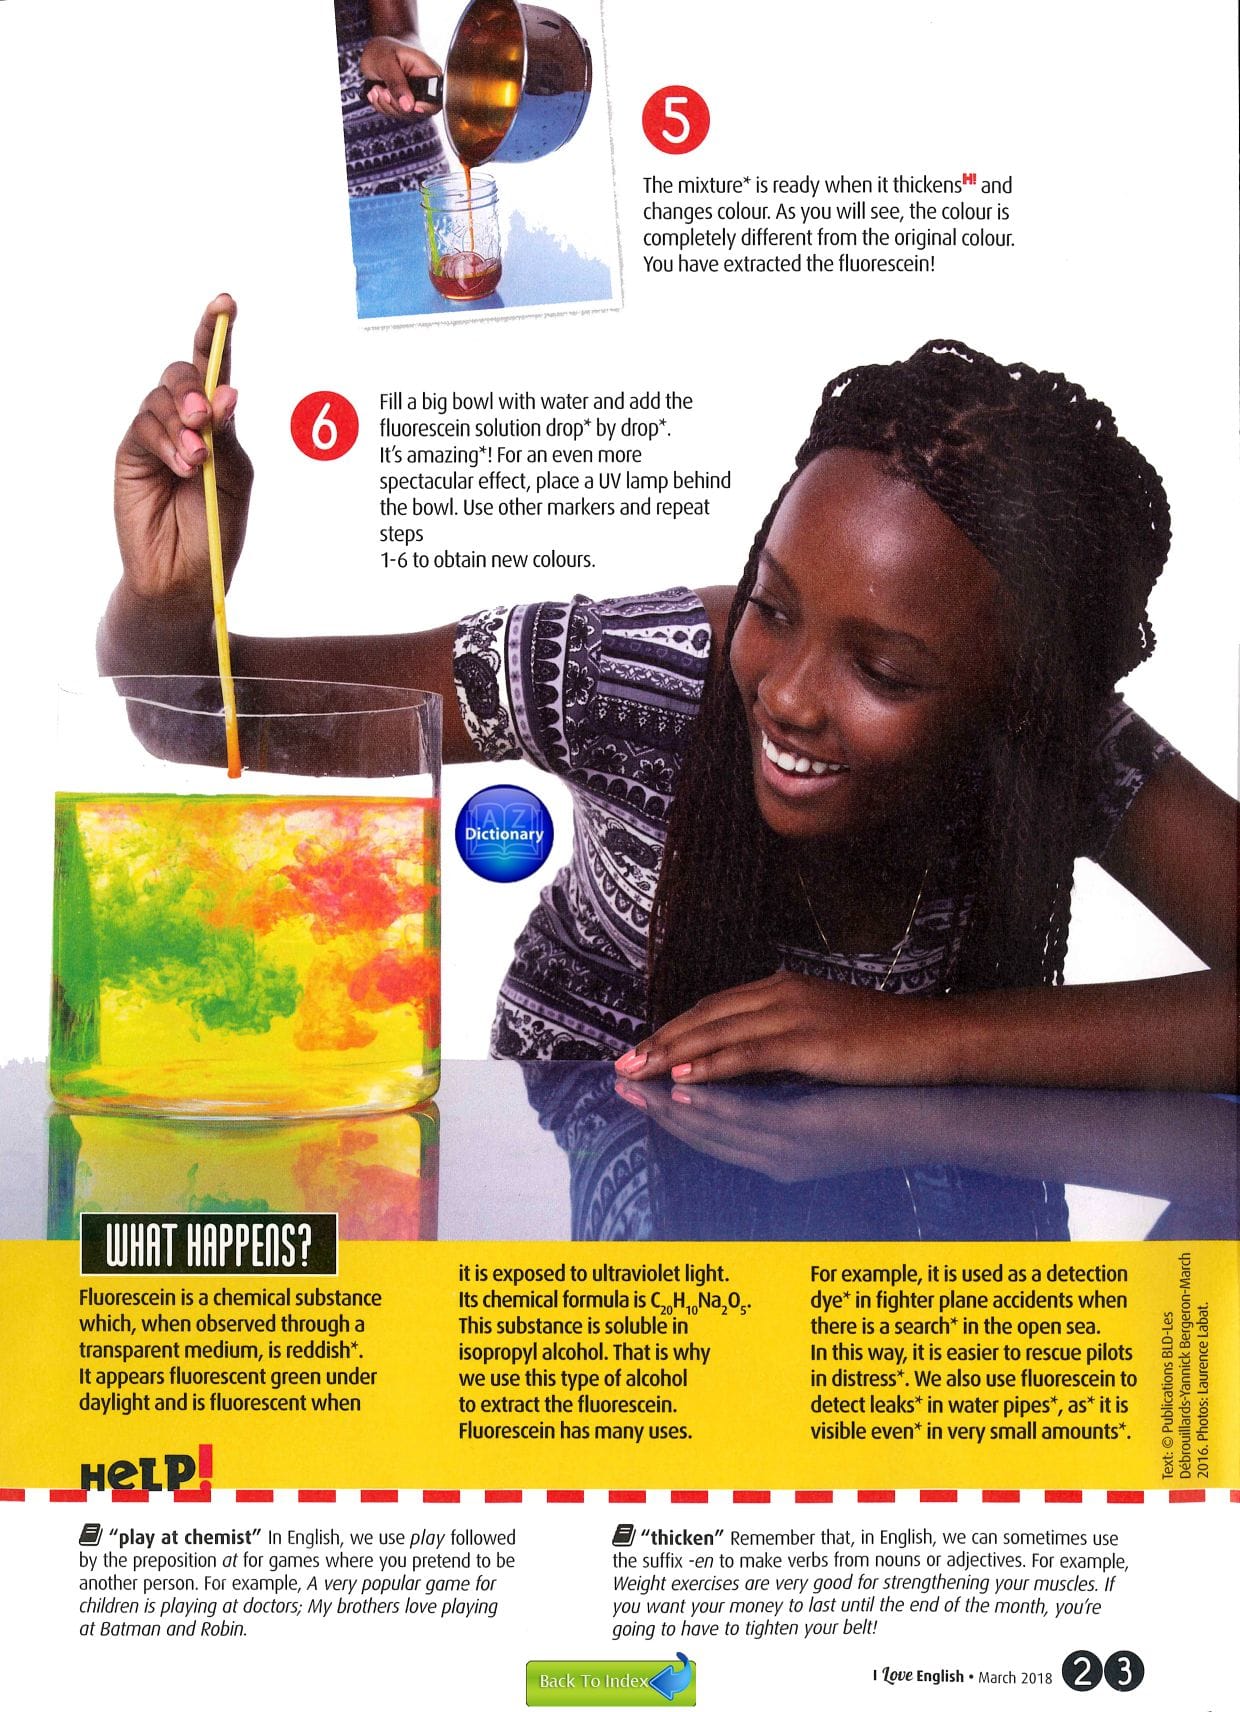 5
The mixture* is ready when it thickensH! and
changes colour. As you will see, the colour is
completely different from the original colour.
You have extracted the fluorescein!
6
Fill a big bowl with water and add the
fluorescein solution drop* by drop*.
It's amazing*! For an even more
spectacular effect, place a UV lamp behind
the bowl. Use other markers and repeat
steps
1-6 to obtain new colours.
A Z
Dictionary
WHAT HAPPENS?
Fluorescein is a chemical substance
which, when observed through a
transparent medium, is reddish*.
It appears fluorescent green under
daylight and is fluorescent when
it is exposed to ultraviolet light.
Its chemical formula is C₂₀H₁₀Na₂O₅.
This substance is soluble in
isopropyl alcohol. That is why
we use this type of alcohol
to extract the fluorescein.
Fluorescein has many uses.
For example, it is used as a detection
dye* in fighter plane accidents when
there is a search* in the open sea.
In this way, it is easier to rescue pilots
in distress*. We also use fluorescein to
detect leaks* in water pipes*, as* it is
visible even* in very small amounts*.
Text: © Publications BLD-Les
Débrouillards-Yannick Bergeron-March
2016. Photos: Laurence Labat.
HELP!
"play at chemist" In English, we use play followed
by the preposition at for games where you pretend to be
another person. For example, A very popular game for
children is playing at doctors; My brothers love playing
at Batman and Robin.
"thicken" Remember that, in English, we can sometimes use
the suffix -en to make verbs from nouns or adjectives. For example,
Weight exercises are very good for strengthening your muscles. If
you want your money to last until the end of the month, you're
going to have to tighten your belt!
Back To Index
I Love English • March 2018 23